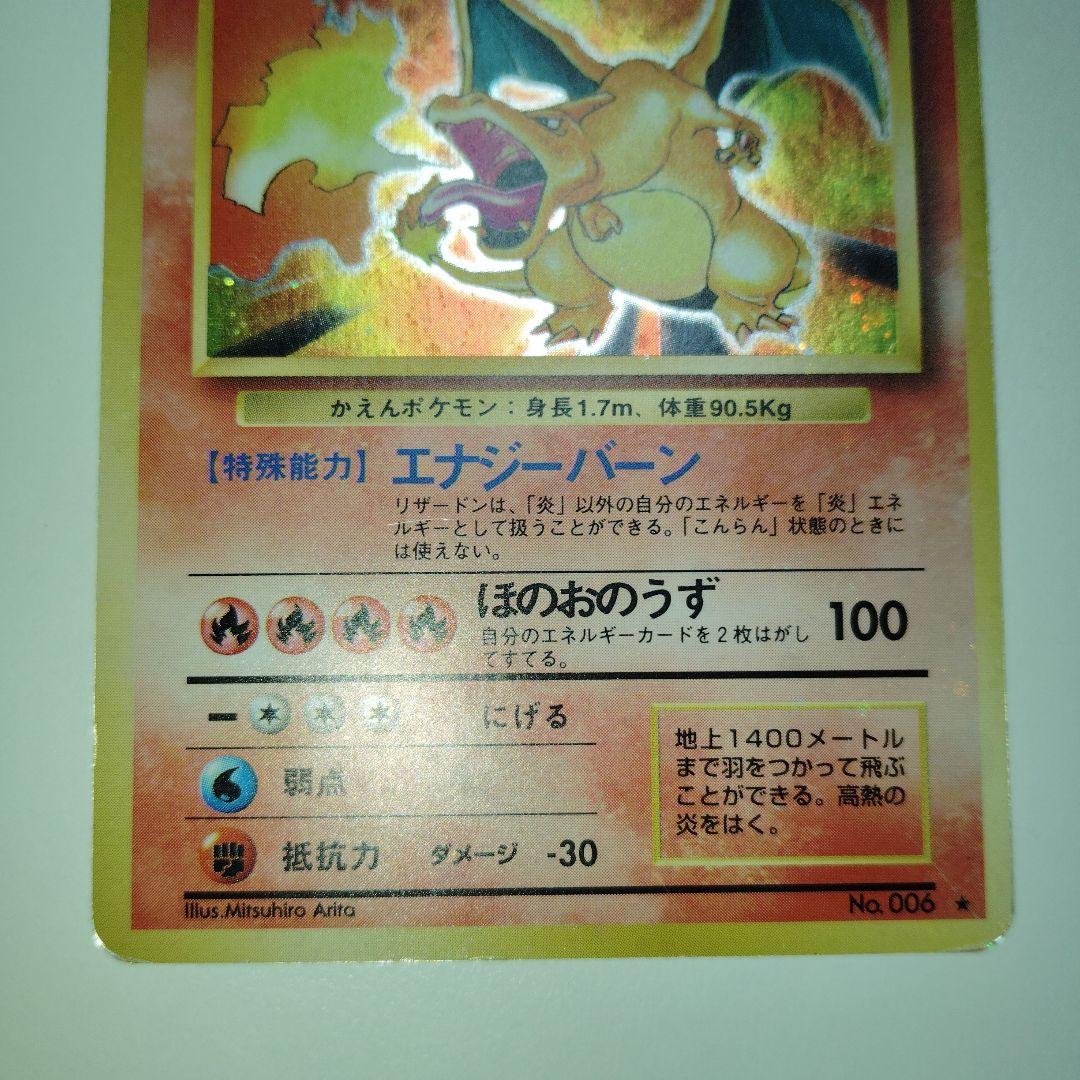 かえんポケモン：身長1.7m、体重90.5Kg
【特殊能力】エナジーバーン
リザードンは、「炎」以外の自分のエネルギーを「炎」エネ
ルギーとして扱うことができる。「こんらん」状態のときに
は使えない。
ほのおのうず 100
自分のエネルギーカードを2枚はがし
てすてる。
ー にげる
弱点
抵抗力 ダメージ -30
地上1400メートル
まで羽をつかって飛ぶ
ことができる。高熱の
炎をはく。
Illus.Mitsuhiro Arita
No. 006 ★